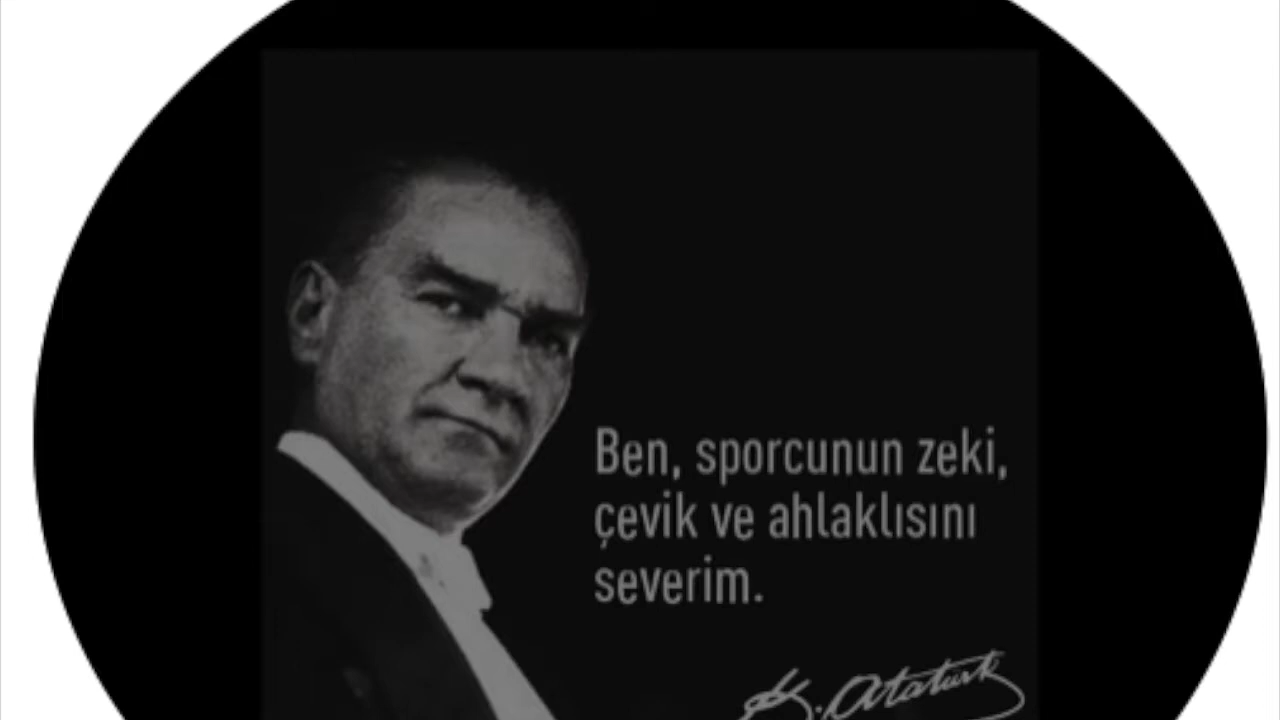 Ben, sporcunun zeki,
çevik ve ahlaklısını
severim.
K. Atatürk